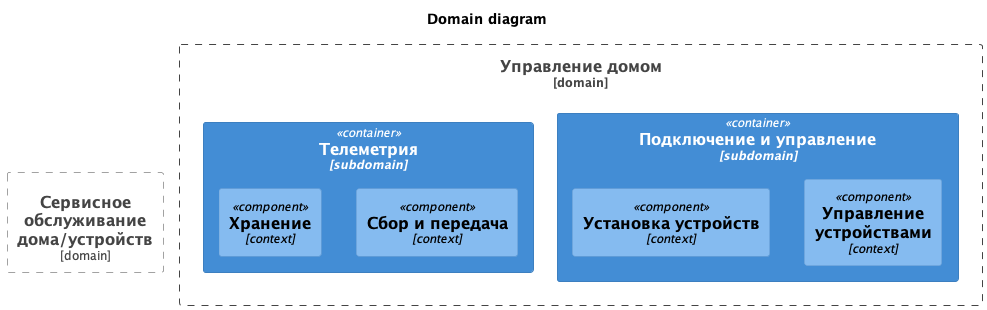 Domain diagram
Управление домом
[domain]
«container»
Телеметрия
[subdomain]
«component»
Хранение
[context]
«component»
Сбор и передача
[context]
«container»
Подключение и управление
[subdomain]
«component»
Установка устройств
[context]
«component»
Управление
устройствами
[context]
Сервисное
обслуживание
дома/устройств
[domain]